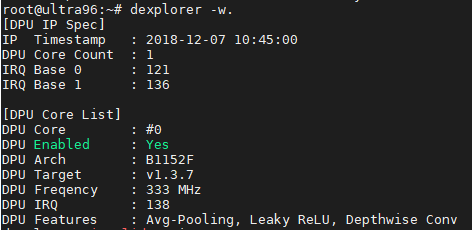 root@ultra96:~# dexplorer -w.
[DPU IP Spec]
IP  Timestamp   : 2018-12-07 10:45:00
DPU Core Count  : 1
IRQ Base 0      : 121
IRQ Base 1      : 136

[DPU Core List]
DPU Core        : #0
DPU Enabled     : Yes
DPU Arch        : B1152F
DPU Target      : v1.3.7
DPU Freqency    : 333 MHz
DPU IRQ         : 138
DPU Features    : Avg-Pooling, Leaky ReLU, Depthwise Conv